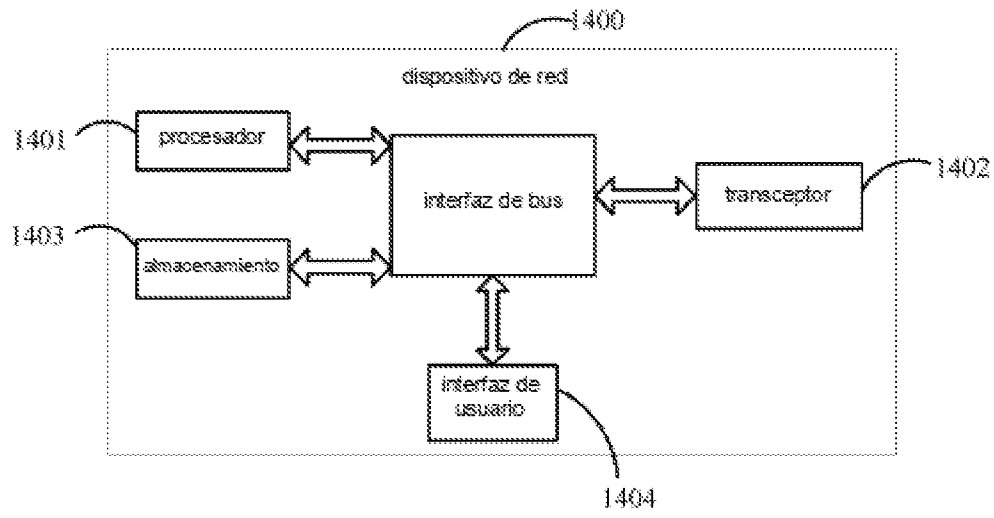 1400
dispositivo de red
1401
procesador
interfaz de bus
transceptor
1402
1403
almacenamiento
interfaz de
usuario
1404